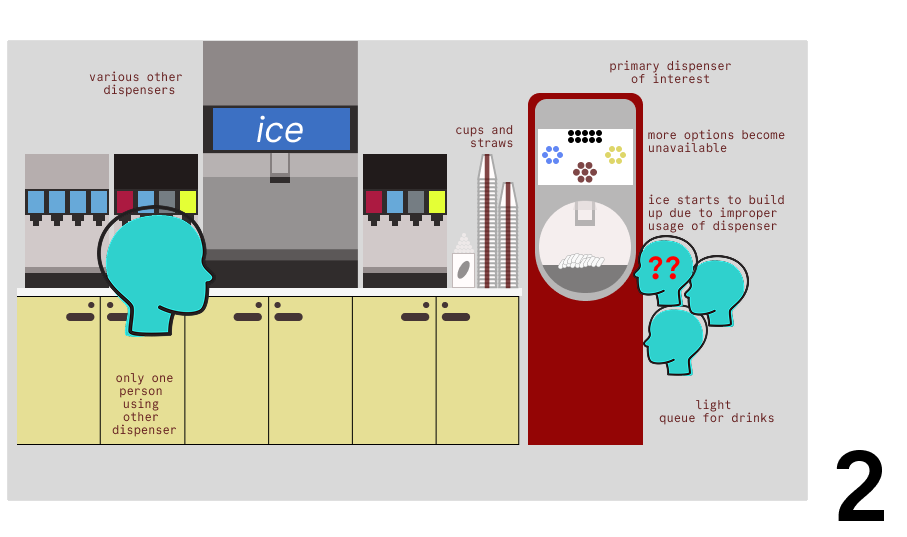 various other
dispensers
ice
cups and
straws
primary dispenser
of interest
more options become
unavailable
ice starts to build
up due to improper
usage of dispenser
??
only one
person
using
other
dispenser
light
queue for drinks
2